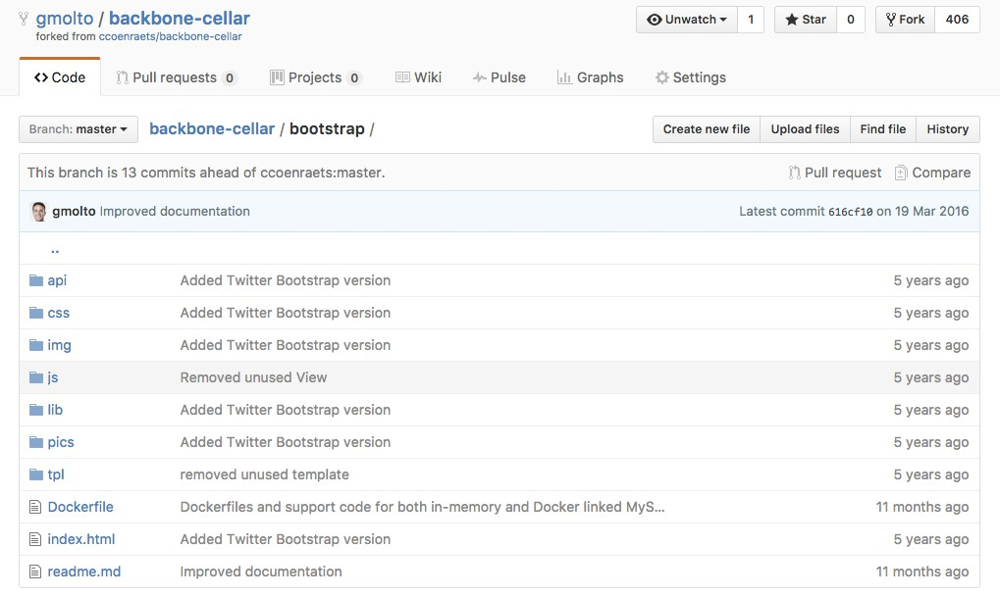 gmolto / backbone-cellar
forked from ccoenraets/backbone-cellar
Unwatch 1 Star 0 Fork 406
Code Pull requests 0 Projects 0 Wiki Pulse Graphs Settings
Branch: master backbone-cellar / bootstrap / Create new file Upload files Find file History
This branch is 13 commits ahead of ccoenraets:master. Pull request Compare
gmolto Improved documentation Latest commit 616cf10 on 19 Mar 2016
..
api Added Twitter Bootstrap version 5 years ago
css Added Twitter Bootstrap version 5 years ago
img Added Twitter Bootstrap version 5 years ago
js Removed unused View 5 years ago
lib Added Twitter Bootstrap version 5 years ago
pics Added Twitter Bootstrap version 5 years ago
tpl removed unused template 5 years ago
Dockerfile Dockerfiles and support code for both in-memory and Docker linked MyS... 11 months ago
index.html Added Twitter Bootstrap version 5 years ago
readme.md Improved documentation 11 months ago